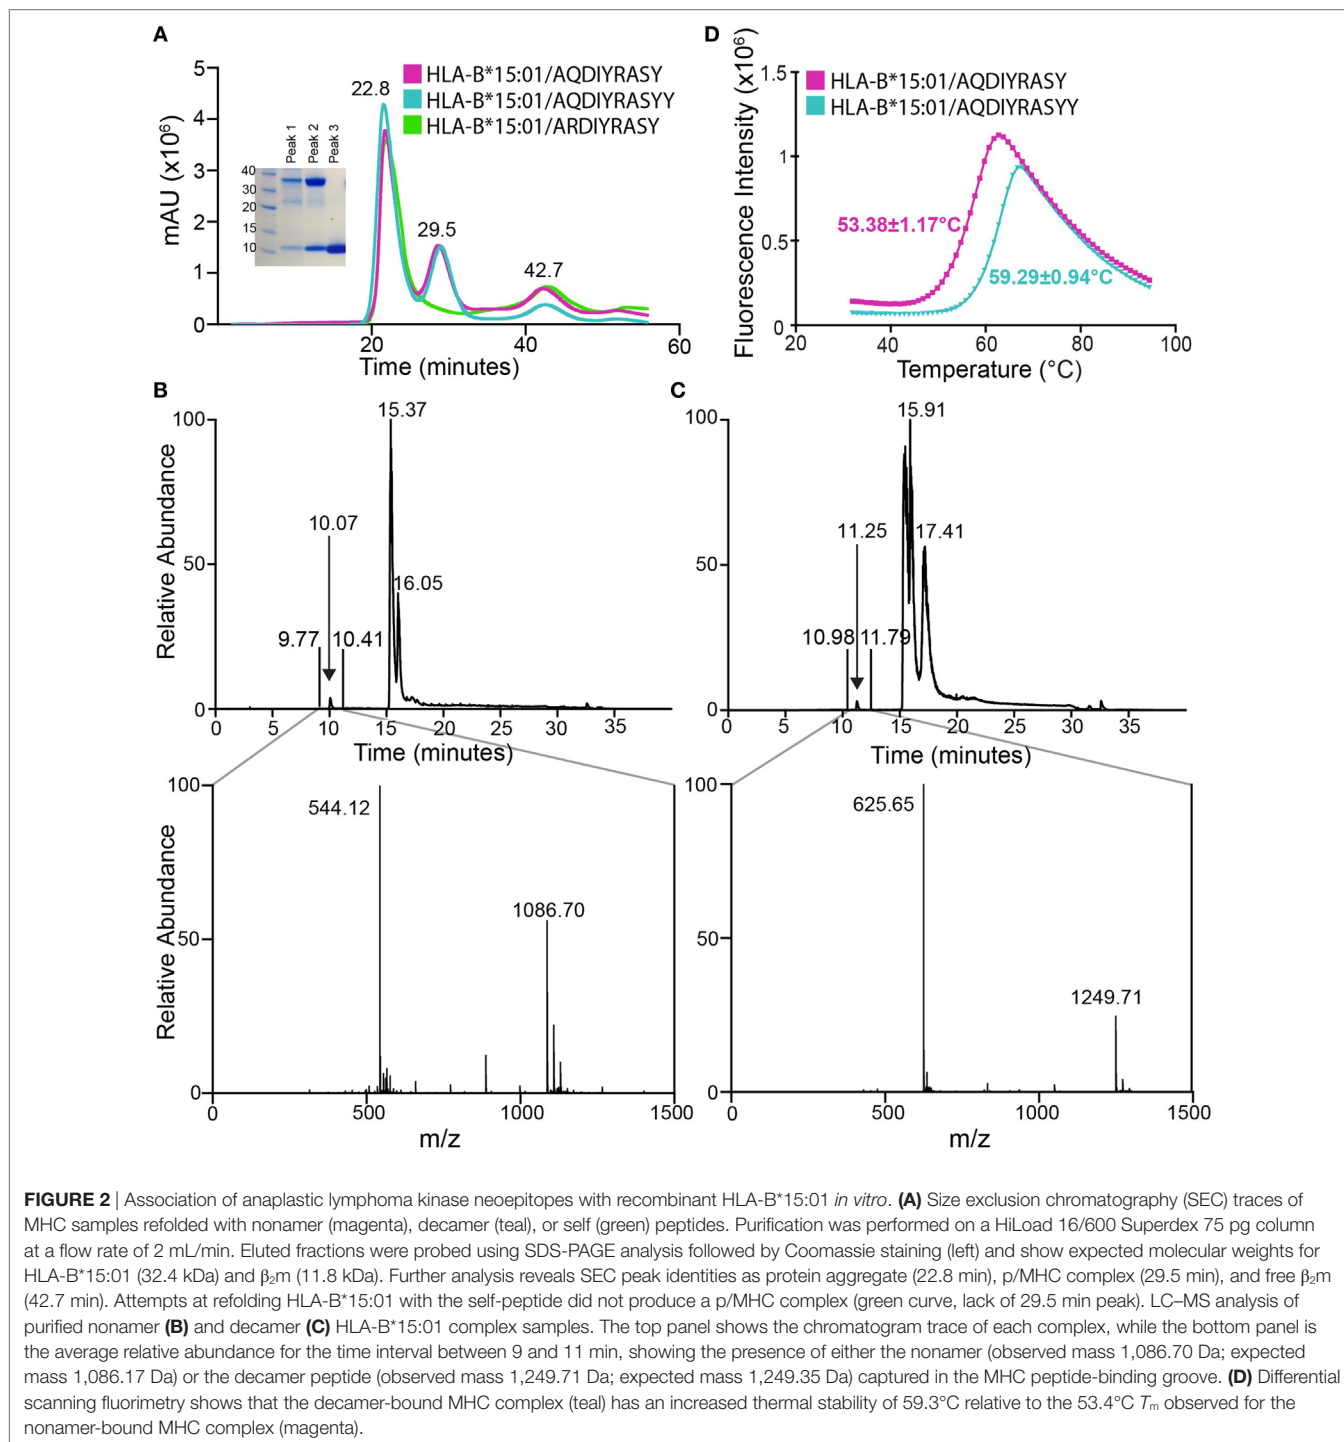 A
5
4
3
2
1
0
mAU (x10⁶)
22.8
29.5
42.7
HLA-B*15:01/AQDIYRASY
HLA-B*15:01/AQDIYRASYY
HLA-B*15:01/ARDIYRASY
Peak 1
Peak 2
Peak 3
40
30
20
15
10
20
40
60
Time (minutes)
D
Fluorescence Intensity (x10⁶)
1.5
1
0.5
0
HLA-B*15:01/AQDIYRASY
HLA-B*15:01/AQDIYRASYY
53.38±1.17°C
59.29±0.94°C
20
40
60
80
100
Temperature (°C)
B
Relative Abundance
100
50
0
15.37
10.07
16.05
9.77
10.41
0
5
10
15
20
25
30
35
Time (minutes)
Relative Abundance
100
50
0
544.12
1086.70
0
500
1000
1500
m/z
C
100
50
0
15.91
11.25
17.41
10.98
11.79
0
5
10
15
20
25
30
35
Time (minutes)
100
50
0
625.65
1249.71
0
500
1000
1500
m/z
FIGURE 2 | Association of anaplastic lymphoma kinase neoepitopes with recombinant HLA-B*15:01 in vitro. (A) Size exclusion chromatography (SEC) traces of
MHC samples refolded with nonamer (magenta), decamer (teal), or self (green) peptides. Purification was performed on a HiLoad 16/600 Superdex 75 pg column
at a flow rate of 2 mL/min. Eluted fractions were probed using SDS-PAGE analysis followed by Coomassie staining (left) and show expected molecular weights for
HLA-B*15:01 (32.4 kDa) and β₂m (11.8 kDa). Further analysis reveals SEC peak identities as protein aggregate (22.8 min), p/MHC complex (29.5 min), and free β₂m
(42.7 min). Attempts at refolding HLA-B*15:01 with the self-peptide did not produce a p/MHC complex (green curve, lack of 29.5 min peak). LC–MS analysis of
purified nonamer (B) and decamer (C) HLA-B*15:01 complex samples. The top panel shows the chromatogram trace of each complex, while the bottom panel is
the average relative abundance for the time interval between 9 and 11 min, showing the presence of either the nonamer (observed mass 1,086.70 Da; expected
mass 1,086.17 Da) or the decamer peptide (observed mass 1,249.71 Da; expected mass 1,249.35 Da) captured in the MHC peptide-binding groove. (D) Differential
scanning fluorimetry shows that the decamer-bound MHC complex (teal) has an increased thermal stability of 59.3°C relative to the 53.4°C Tm observed for the
nonamer-bound MHC complex (magenta).